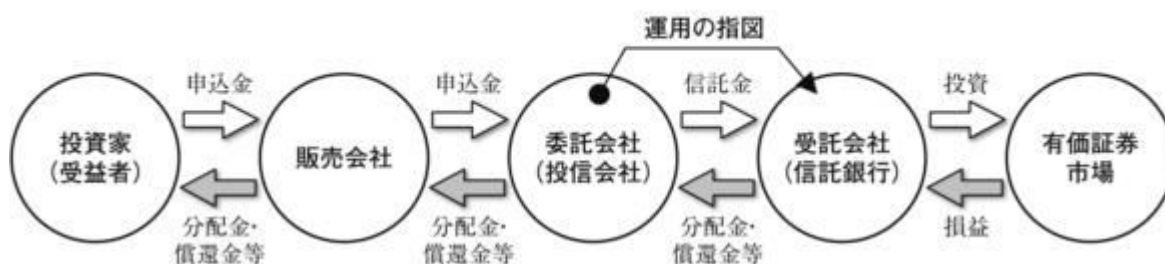 運用の指図
申込金
申込金
信託金
投資
投資家
(受益者)
販売会社
委託会社
(投信会社)
受託会社
(信託銀行)
有価証券
市場
分配金・
償還金等
分配金・
償還金等
分配金・
償還金等
損益